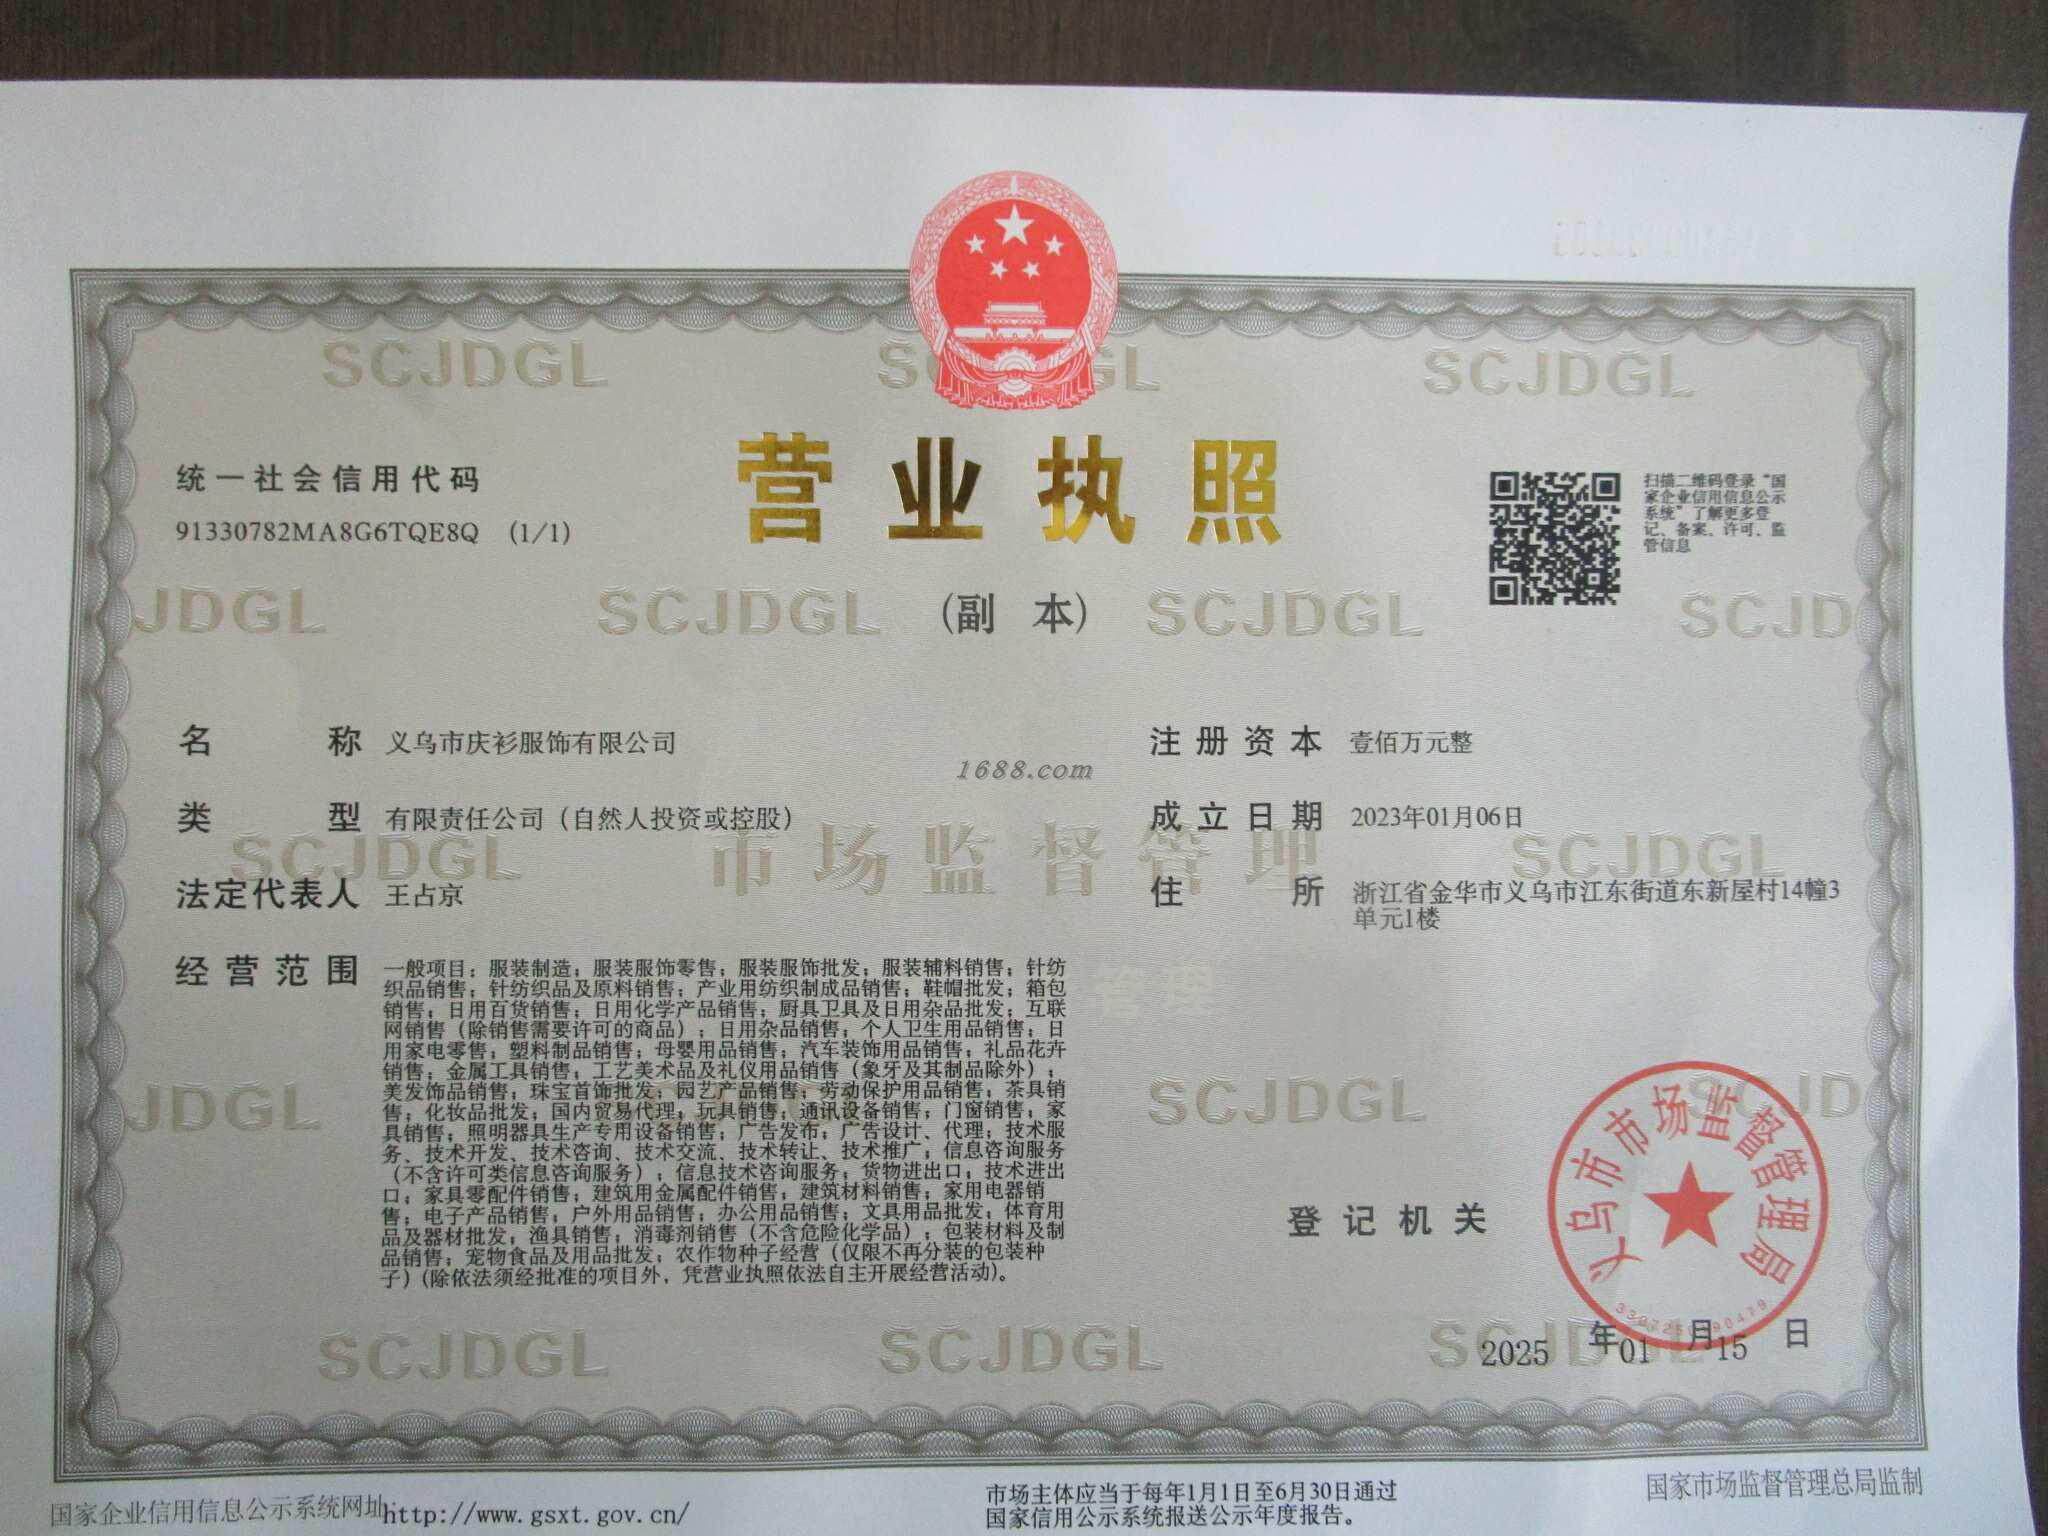 SCJDGL SCJDGL SCJDGL
统一社会信用代码
91330782MA8G6TQE8Q (1/1)
营业执照
(副 本)
扫描二维码登录“国
家企业信用信息公示
系统”了解更多登
记、备案、许可、监
管信息
JDGL SCJDGL SCJDGL SCJD
名 称 义乌市庆衫服饰有限公司
类 型 有限责任公司（自然人投资或控股）
法定代表人 王占京
经营范围 一般项目：服装制造；服装服饰零售；服装服饰批发；服装辅料销售；针纺
织品销售；针纺织品及原料销售；产业用纺织制成品销售；鞋帽批发；箱包
销售；日用百货销售；日用化学产品销售；厨具卫具及日用杂品批发；互联
网销售（除销售需要许可的商品）；日用杂品销售；个人卫生用品销售；日
用家电零售；塑料制品销售；母婴用品销售；汽车装饰用品销售；礼品花卉
销售；金属工具销售；工艺美术品及礼仪用品销售（象牙及其制品除外）；
美发饰品销售；珠宝首饰批发；园艺产品销售；劳动保护用品销售；茶具销
售；化妆品批发；国内贸易代理；玩具销售；通讯设备销售；门窗销售；家
具销售；照明器具生产专用设备销售；广告发布；广告设计、代理；技术服
务、技术开发、技术咨询、技术交流、技术转让、技术推广；信息咨询服务
（不含许可类信息咨询服务）；信息技术咨询服务；货物进出口；技术进出
口；家具零配件销售；建筑用金属配件销售；建筑材料销售；家用电器销
售；电子产品销售；户外用品销售；办公用品销售；文具用品批发；体育用
品及器材批发；渔具销售；消毒剂销售（不含危险化学品）；包装材料及制
品销售；宠物食品及用品批发；农作物种子经营（仅限不再分装的包装种
子）(除依法须经批准的项目外，凭营业执照依法自主开展经营活动)。
注册资本 壹佰万元整
成立日期 2023年01月06日
住 所 浙江省金华市义乌市江东街道东新屋村14幢3
单元1楼
1688.com
SCJDGL 市场监督管理 SCJDGL
JDGL SCJDGL SCJD
登记机关
义乌市市场监督管理局
2025 年 01 月 15 日
SCJDGL SCJDGL SCJDGL
国家企业信用信息公示系统网址http://www.gsxt.gov.cn/
市场主体应当于每年1月1日至6月30日通过
国家信用公示系统报送公示年度报告。
国家市场监督管理总局监制